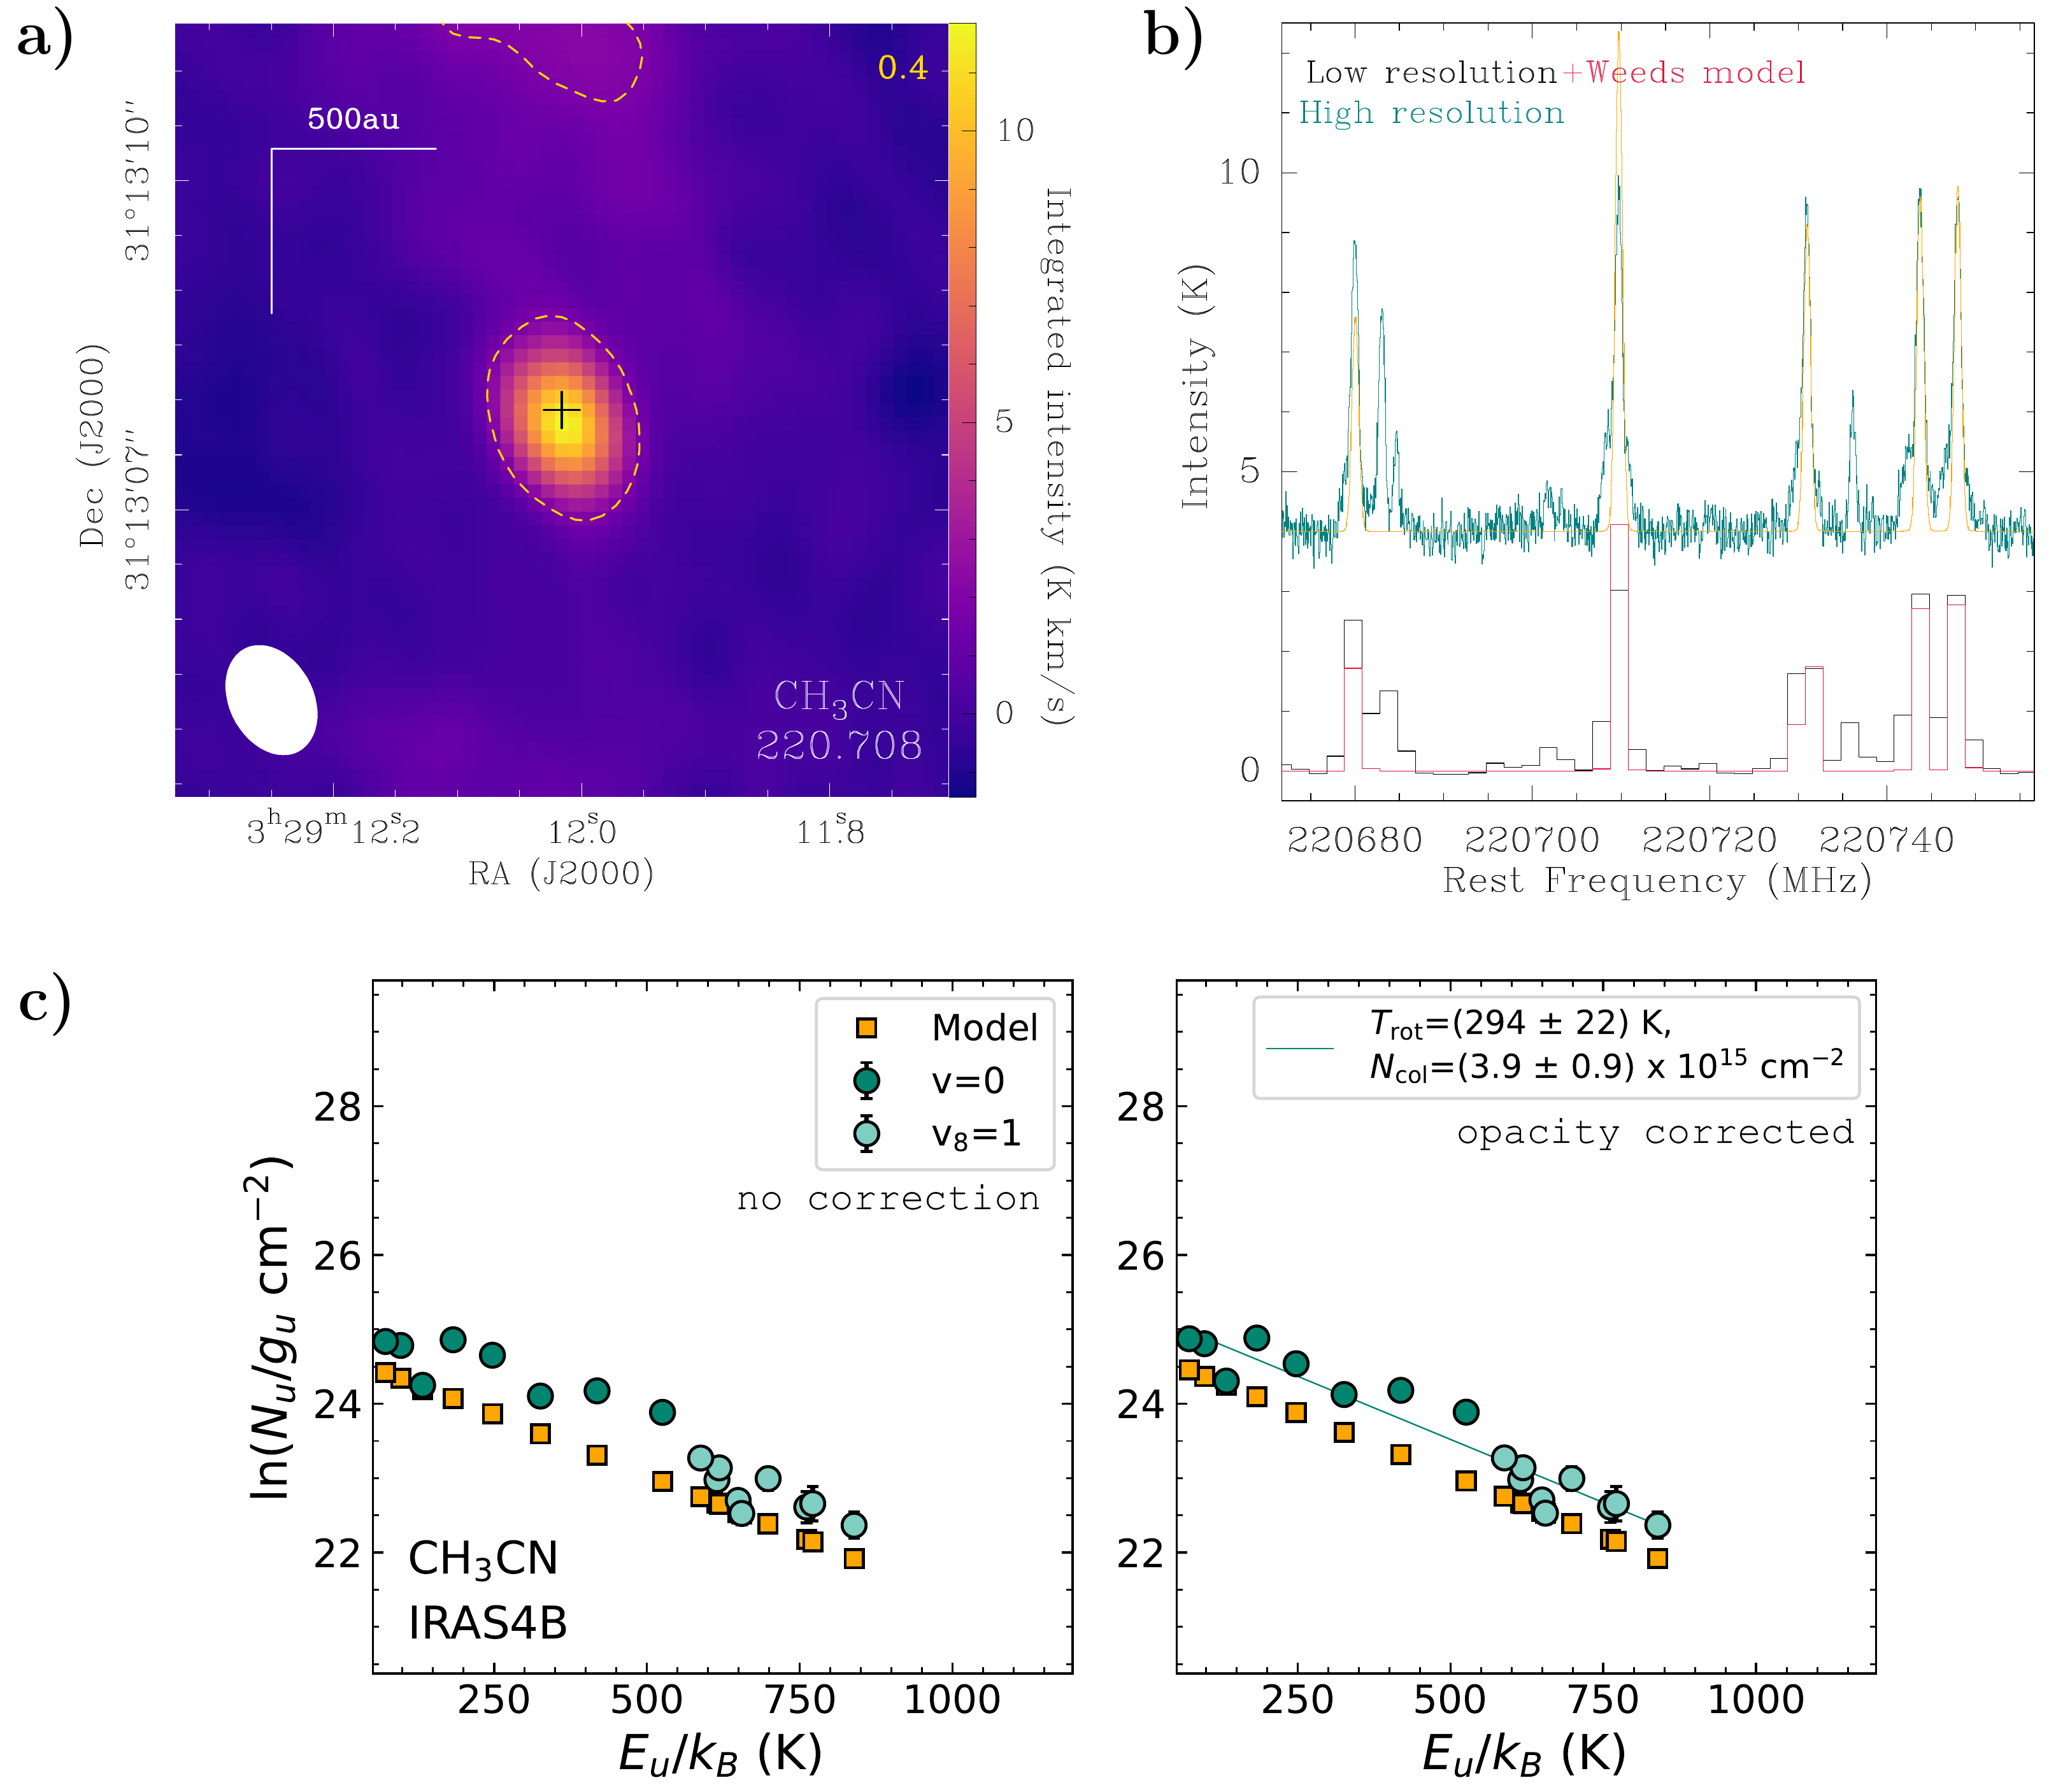 a)
0.4
500au
10
5
0
Integrated intensity (K km/s)
Dec (J2000)
31°13′10″
31°13′07″
CH₃CN
220.708
3ʰ29ᵐ12ˢ.2
12ˢ.0
11ˢ.8
RA (J2000)
b)
Low resolution+Weeds model
High resolution
Intensity (K)
10
5
0
220680 220700 220720 220740
Rest Frequency (MHz)
c)
Model
v=0
v₈=1
no correction
ln(Nᵤ/gᵤ cm⁻²)
28
26
24
22
CH₃CN
IRAS4B
250 500 750 1000
Eᵤ/k_B (K)
T_rot=(294 ± 22) K,
N_col=(3.9 ± 0.9) x 10¹⁵ cm⁻²
opacity corrected
28
26
24
22
250 500 750 1000
Eᵤ/k_B (K)